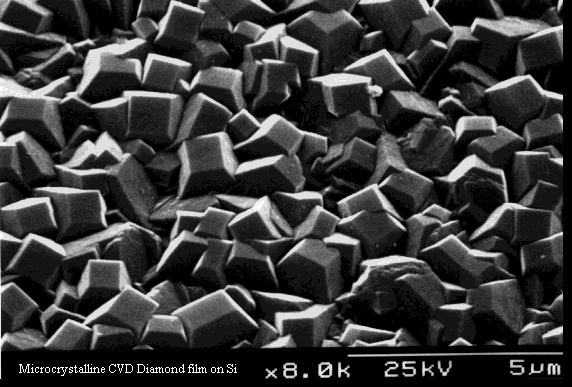 Microcrystalline CVD Diamond film on Si
x8.0k 25kV 5µm